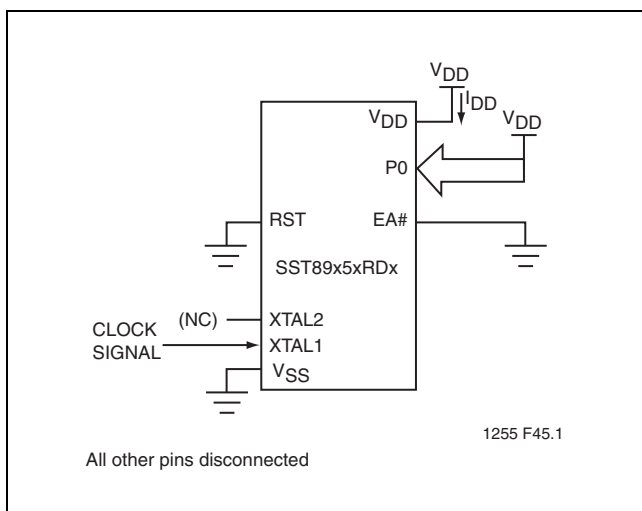 VDD
IDD
VDD
VDD
P0
RST
EA#
SST89x5xRDx
(NC)
XTAL2
CLOCK
SIGNAL
XTAL1
VSS
1255 F45.1
All other pins disconnected